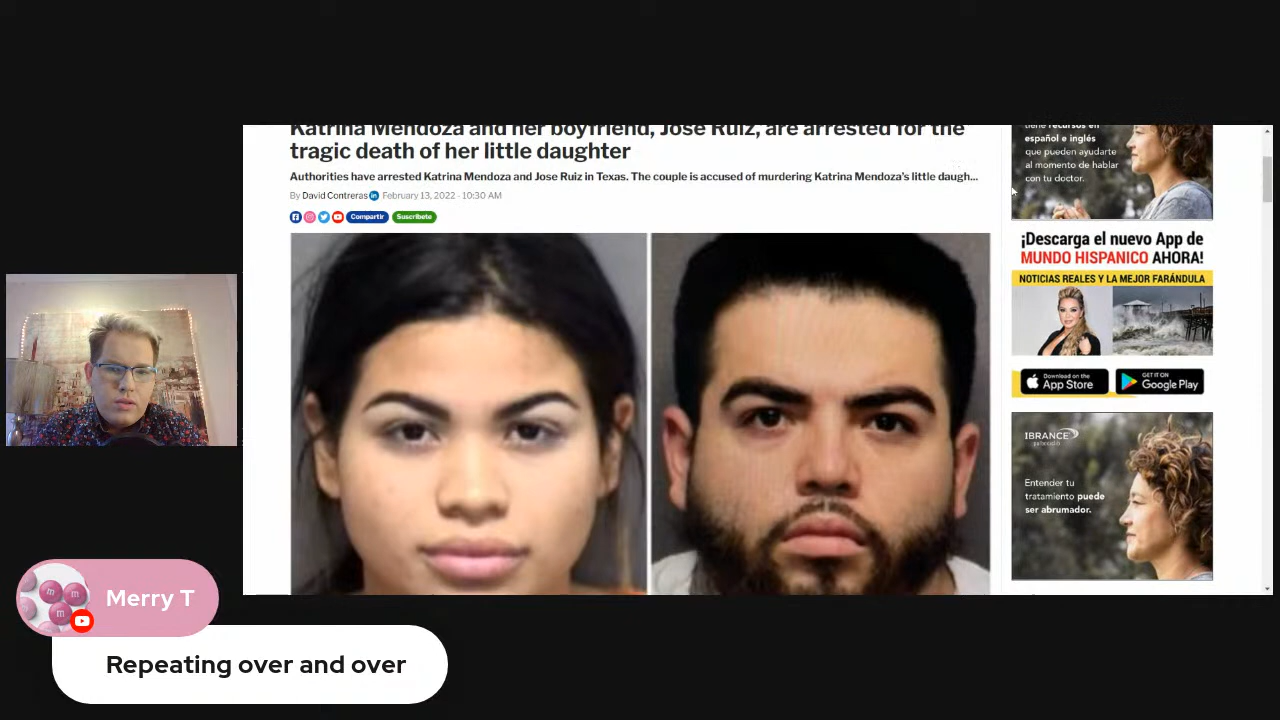 Katrina Mendoza and her boyfriend, Jose Ruiz, are arrested for the
tragic death of her little daughter
Authorities have arrested Katrina Mendoza and Jose Ruiz in Texas. The couple is accused of murdering Katrina Mendoza's little daugh...
By David Contreras in February 13, 2022 - 10:30 AM
Compartir Suscríbete
tiene recursos en
español e inglés
que pueden ayudarte
al momento de hablar
con tu doctor.
¡Descarga el nuevo App de
MUNDO HISPANICO AHORA!
NOTICIAS REALES Y LA MEJOR FARÁNDULA
Download on the
App Store
GET IT ON
Google Play
IBRANCE
palbociclib
Entender tu
tratamiento puede
ser abrumador.
m m
m
Merry T
Repeating over and over